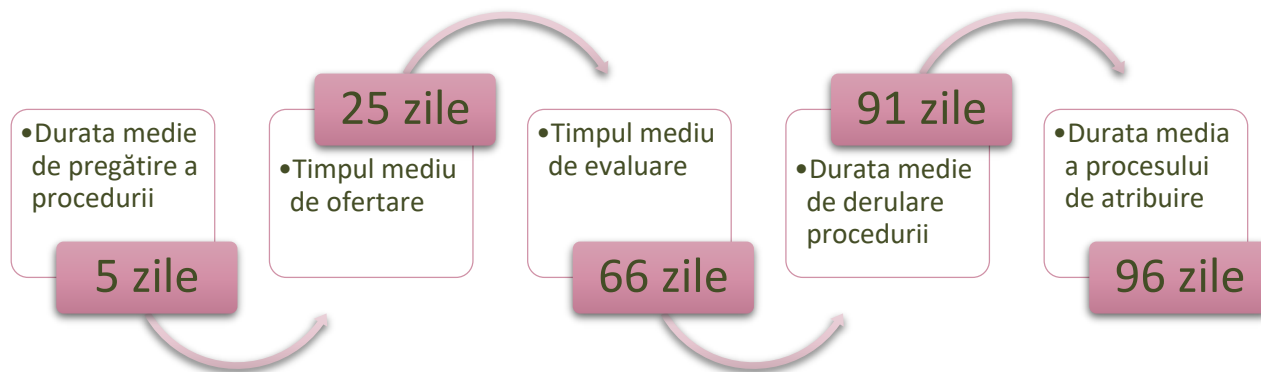 •Durata medie
de pregătire a
procedurii
5 zile
25 zile
•Timpul mediu
de ofertare
•Timpul mediu
de evaluare
66 zile
91 zile
•Durata medie
de derulare
procedurii
•Durata media
a procesului
de atribuire
96 zile